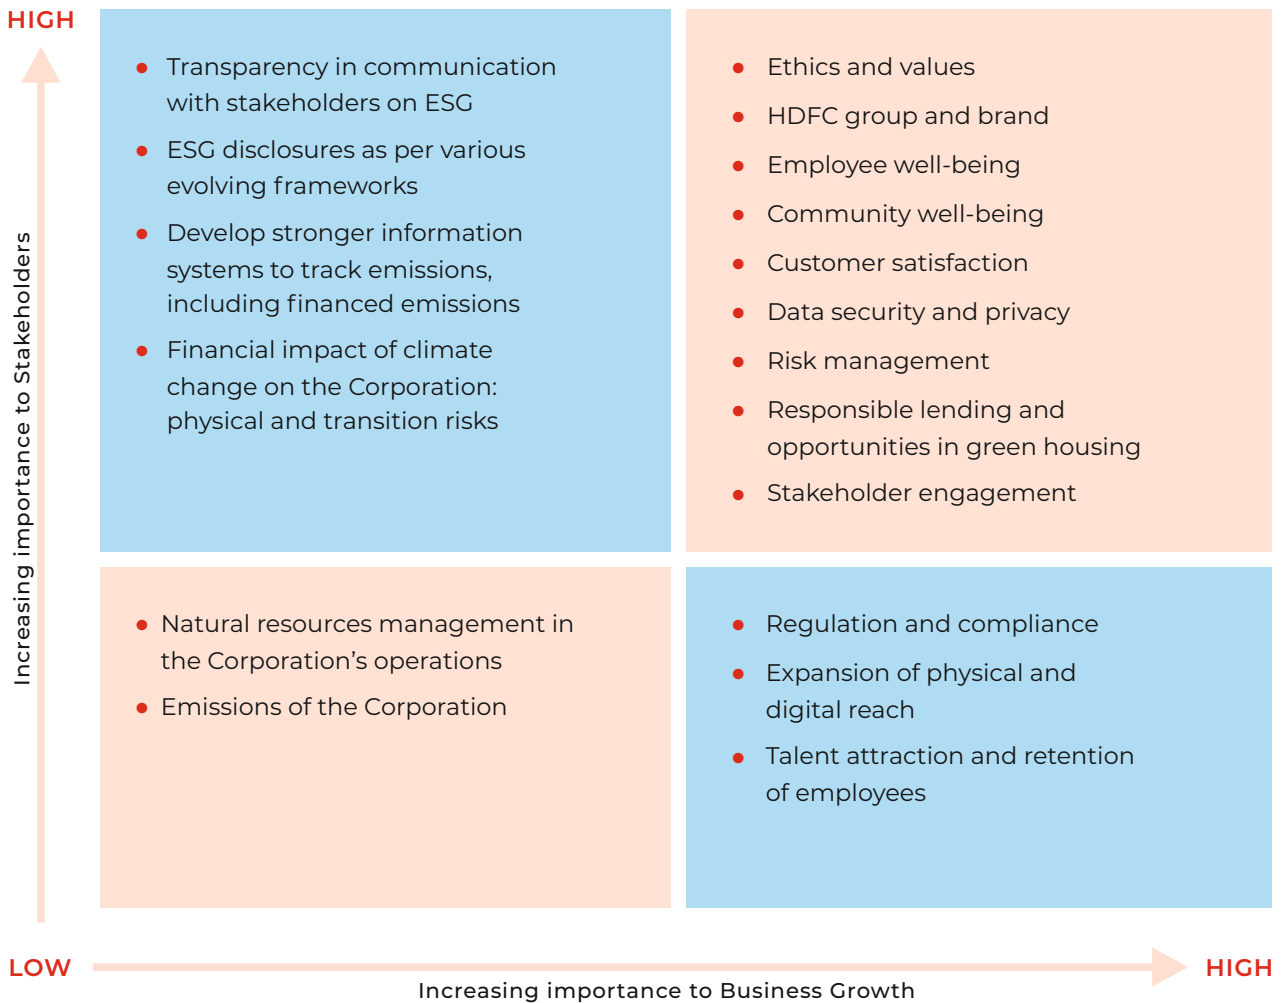 HIGH
Increasing importance to Stakeholders
Transparency in communication
with stakeholders on ESG
ESG disclosures as per various
evolving frameworks
Develop stronger information
systems to track emissions,
including financed emissions
Financial impact of climate
change on the Corporation:
physical and transition risks
Ethics and values
HDFC group and brand
Employee well-being
Community well-being
Customer satisfaction
Data security and privacy
Risk management
Responsible lending and
opportunities in green housing
Stakeholder engagement
Natural resources management in
the Corporation’s operations
Emissions of the Corporation
Regulation and compliance
Expansion of physical and
digital reach
Talent attraction and retention
of employees
LOW
HIGH
Increasing importance to Business Growth